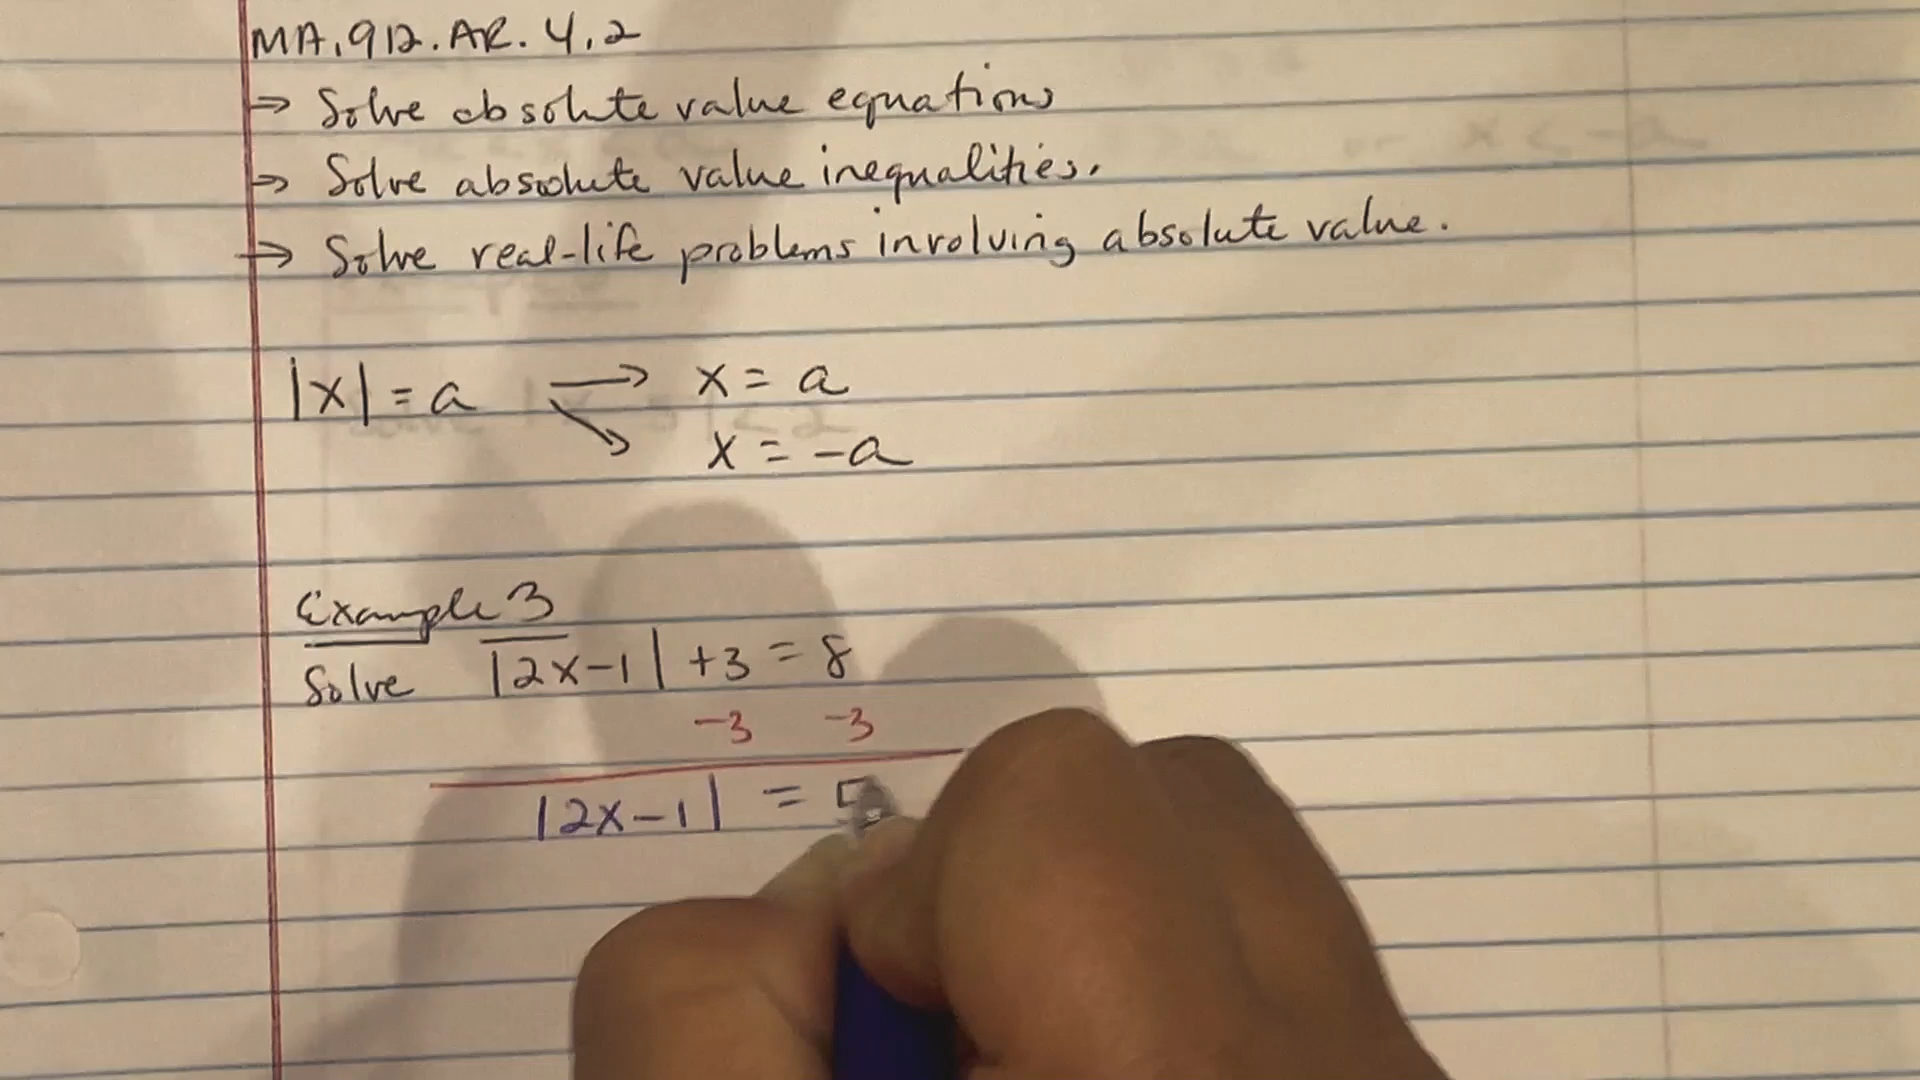 MA.912.AR.4.2
→ Solve absolute value equations
→ Solve absolute value inequalities.
→ Solve real-life problems involving absolute value.
|x| = a → x = a
→ x = -a
Example 3
Solve |2x-1| +3 = 8
-3 -3
|2x-1| = 5